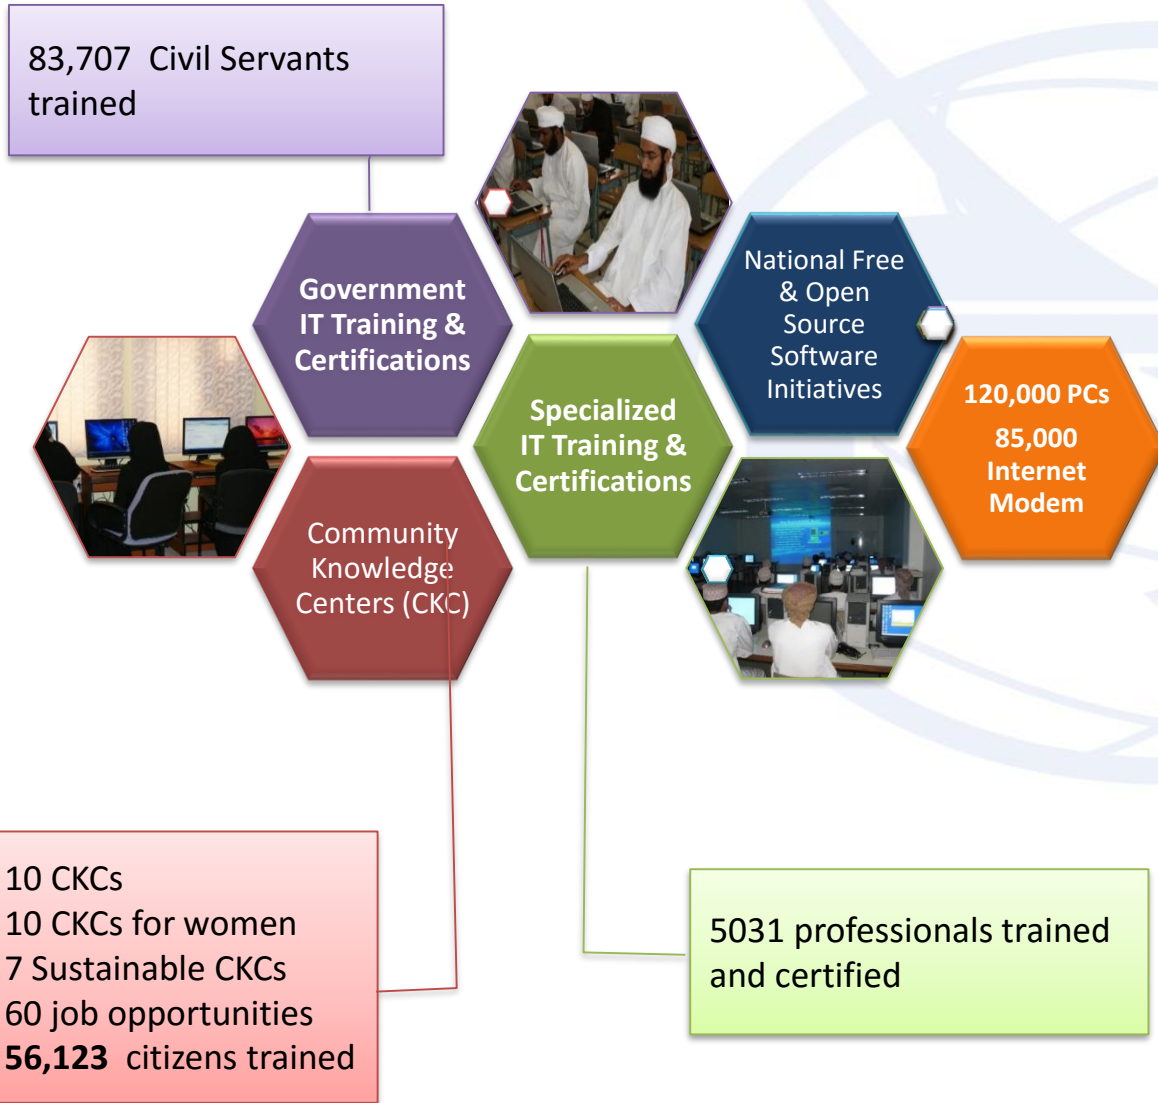 83,707 Civil Servants
trained
Government
IT Training &
Certifications
National Free
& Open
Source
Software
Initiatives
120,000 PCs
85,000
Internet
Modem
Specialized
IT Training &
Certifications
Community
Knowledge
Centers (CKC)
10 CKCs
10 CKCs for women
7 Sustainable CKCs
60 job opportunities
56,123 citizens trained
5031 professionals trained
and certified